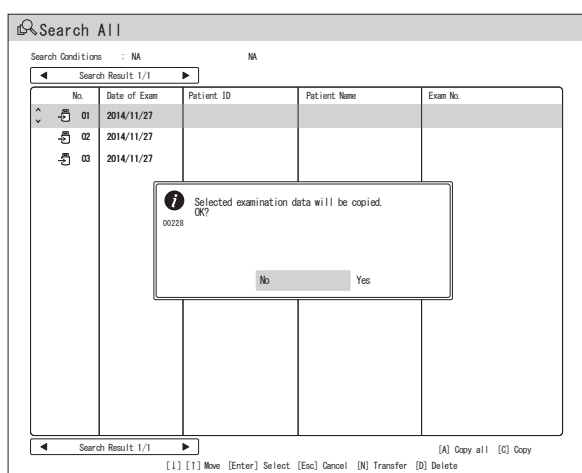 Search All
Search Conditions : NA NA
◀ Search Result 1/1 ▶
No. Date of Exam Patient ID Patient Name Exam No.
01 2014/11/27
02 2014/11/27
03 2014/11/27
i Selected examination data will be copied.
OK?
00228
No Yes
◀ Search Result 1/1 ▶
[A] Copy all [C] Copy
[↓] [↑] Move [Enter] Select [Esc] Cancel [N] Transfer [D] Delete